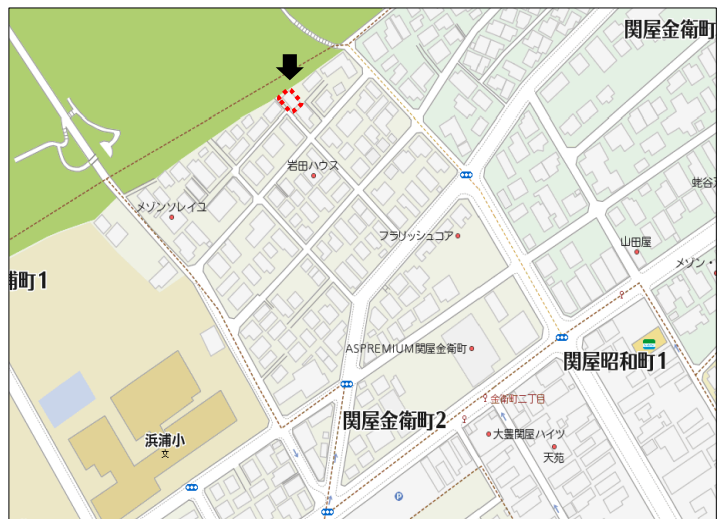 関屋金衛町
岩田ハウス
蛯谷ス
メゾンソレイユ
フラリッシュコア
山田屋
メゾン・
浦町1
ASPREMIUM関屋金衛町
関屋昭和町1
金衛町二丁目
関屋金衛町2
大豊関屋ハイツ
浜浦小
文
天苑
P